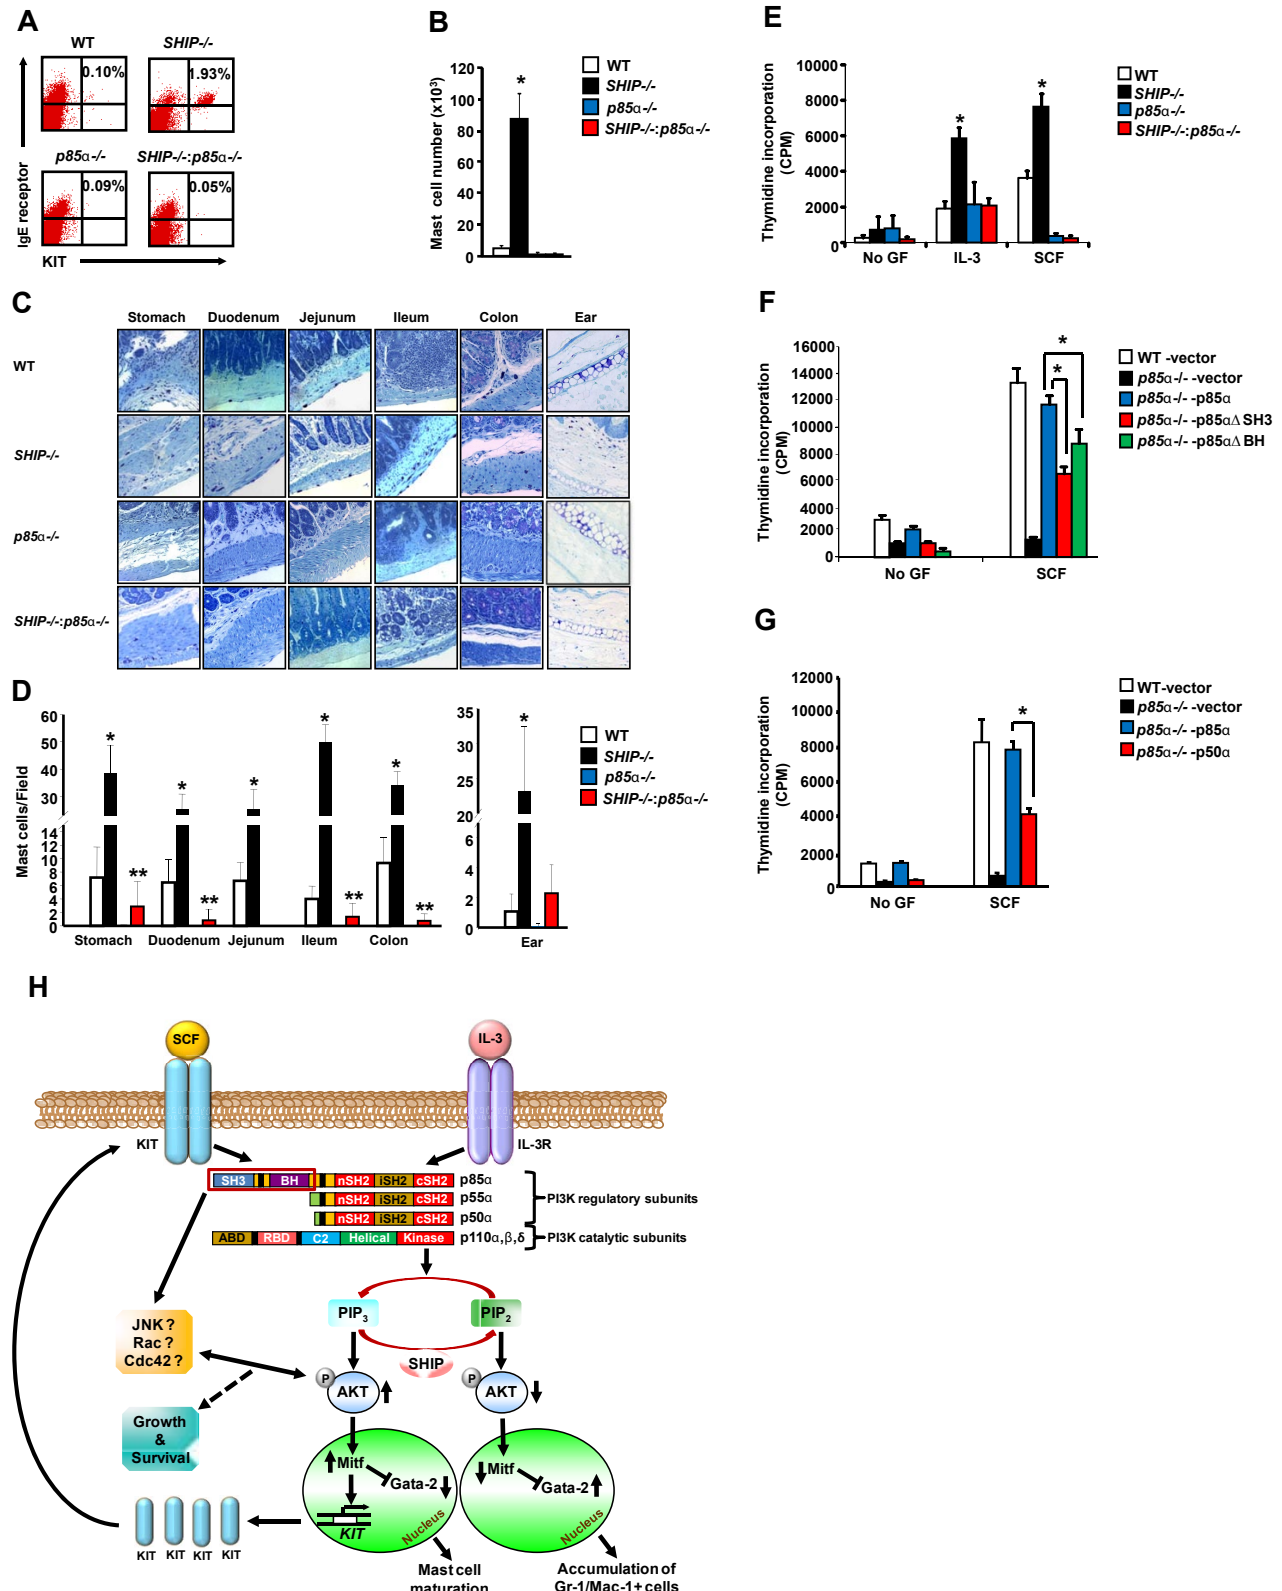 A
WT
SHIP-/-
0.10%
1.93%
p85α-/-
SHIP-/-:p85α-/-
0.09%
0.05%
IgE receptor
KIT
B
Mast cell number (x10³)
120
100
80
60
40
20
0
*
WT
SHIP-/-
p85α-/-
SHIP-/-:p85α-/-
C
Stomach Duodenum Jejunum Ileum Colon Ear
WT
SHIP-/-
p85α-/-
SHIP-/-:p85α-/-
D
Mast cells/Field
60
50
40
30
14
12
10
8
6
4
2
0
* * * * *
** ** ** **
Stomach Duodenum Jejunum Ileum Colon
35
30
25
20
6
4
2
0
*
Ear
WT
SHIP-/-
p85α-/-
SHIP-/-:p85α-/-
E
Thymidine incorporation
(CPM)
10000
8000
6000
4000
2000
0
* *
No GF IL-3 SCF
WT
SHIP-/-
p85α-/-
SHIP-/-:p85α-/-
F
Thymidine incorporation
(CPM)
16000
14000
12000
10000
8000
6000
4000
2000
0
*
*
No GF SCF
WT -vector
p85α-/- -vector
p85α-/- -p85α
p85α-/- -p85αΔ SH3
p85α-/- -p85αΔ BH
G
Thymidine incorporation
(CPM)
12000
10000
8000
6000
4000
2000
0
*
No GF SCF
WT-vector
p85α-/- -vector
p85α-/- -p85α
p85α-/- -p50α
H
SCF
IL-3
KIT
IL-3R
SH3 BH nSH2 iSH2 cSH2 p85α
nSH2 iSH2 cSH2 p55α
PI3K regulatory subunits
nSH2 iSH2 cSH2 p50α
ABD RBD C2 Helical Kinase p110α,β,δ
PI3K catalytic subunits
PIP3
PIP2
SHIP
JNK ?
Rac ?
Cdc42 ?
P
AKT
P
AKT
Growth
&
Survival
Mitf
Gata-2
KIT
Nucleus
Mitf
Gata-2
Nucleus
KIT KIT KIT KIT
Mast cell
maturation
Accumulation of
Gr-1/Mac-1+ cells